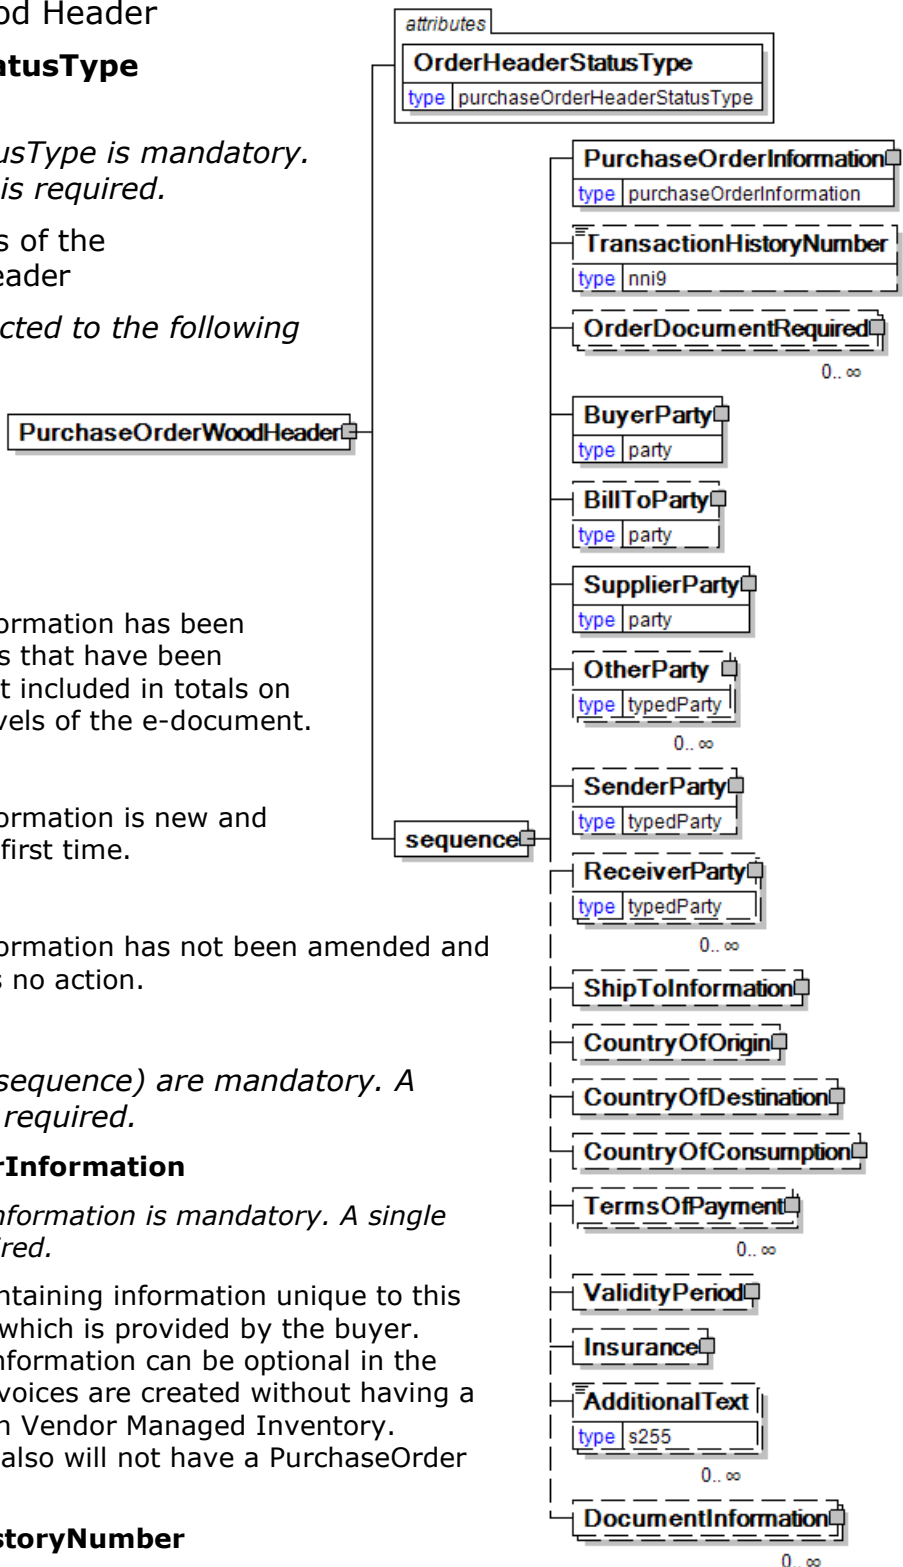 od Header
atusType
usType is mandatory.
is required.
s of the
eader
cted to the following
ormation has been
s that have been
t included in totals on
vels of the e-document.
ormation is new and
first time.
ormation has not been amended and
s no action.
sequence) are mandatory. A
required.
rInformation
nformation is mandatory. A single
ired.
ntaining information unique to this
which is provided by the buyer.
nformation can be optional in the
voices are created without having a
n Vendor Managed Inventory.
also will not have a PurchaseOrder
storyNumber
PurchaseOrderWoodHeader
attributes
OrderHeaderStatusType
type purchaseOrderHeaderStatusType
sequence
PurchaseOrderInformation
type purchaseOrderInformation
TransactionHistoryNumber
type nni9
OrderDocumentRequired
0.. ∞
BuyerParty
type party
BillToParty
type party
SupplierParty
type party
OtherParty
type typedParty
0.. ∞
SenderParty
type typedParty
ReceiverParty
type typedParty
0.. ∞
ShipToInformation
CountryOfOrigin
CountryOfDestination
CountryOfConsumption
TermsOfPayment
0.. ∞
ValidityPeriod
Insurance
AdditionalText
type s255
0.. ∞
DocumentInformation
0.. ∞